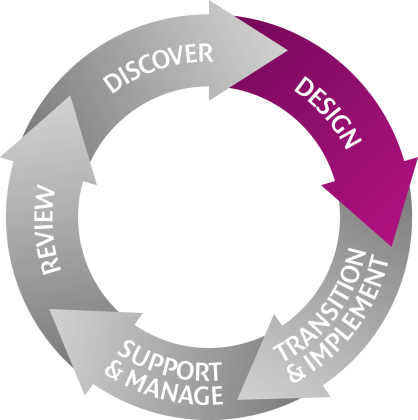 DISCOVER
DESIGN
TRANSITION
& IMPLEMENT
SUPPORT
& MANAGE
REVIEW